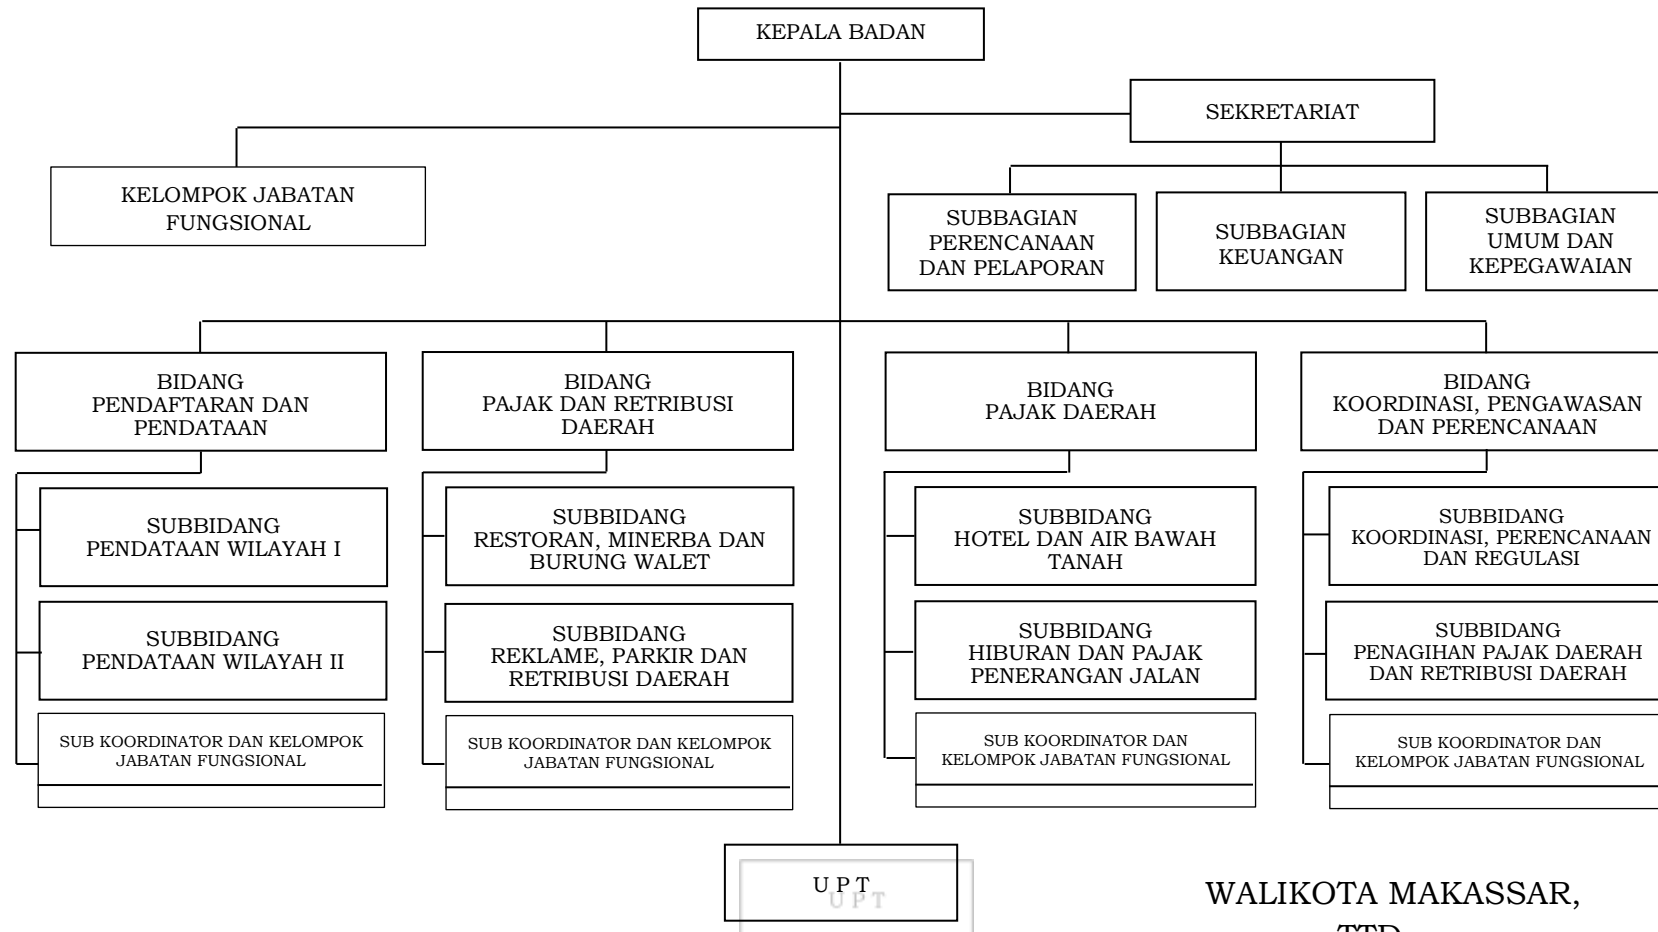 KEPALA BADAN
SEKRETARIAT
KELOMPOK JABATAN
FUNGSIONAL
SUBBAGIAN
PERENCANAAN
DAN PELAPORAN
SUBBAGIAN
KEUANGAN
SUBBAGIAN
UMUM DAN
KEPEGAWAIAN
BIDANG
PENDAFTARAN DAN
PENDATAAN
BIDANG
PAJAK DAN RETRIBUSI
DAERAH
BIDANG
PAJAK DAERAH
BIDANG
KOORDINASI, PENGAWASAN
DAN PERENCANAAN
SUBBIDANG
PENDATAAN WILAYAH I
SUBBIDANG
RESTORAN, MINERBA DAN
BURUNG WALET
SUBBIDANG
HOTEL DAN AIR BAWAH
TANAH
SUBBIDANG
KOORDINASI, PERENCANAAN
DAN REGULASI
SUBBIDANG
PENDATAAN WILAYAH II
SUBBIDANG
REKLAME, PARKIR DAN
RETRIBUSI DAERAH
SUBBIDANG
HIBURAN DAN PAJAK
PENERANGAN JALAN
SUBBIDANG
PENAGIHAN PAJAK DAERAH
DAN RETRIBUSI DAERAH
SUB KOORDINATOR DAN KELOMPOK
JABATAN FUNGSIONAL
SUB KOORDINATOR DAN KELOMPOK
JABATAN FUNGSIONAL
SUB KOORDINATOR DAN
KELOMPOK JABATAN FUNGSIONAL
SUB KOORDINATOR DAN
KELOMPOK JABATAN FUNGSIONAL
U P T
U P T
WALIKOTA MAKASSAR,
TTD